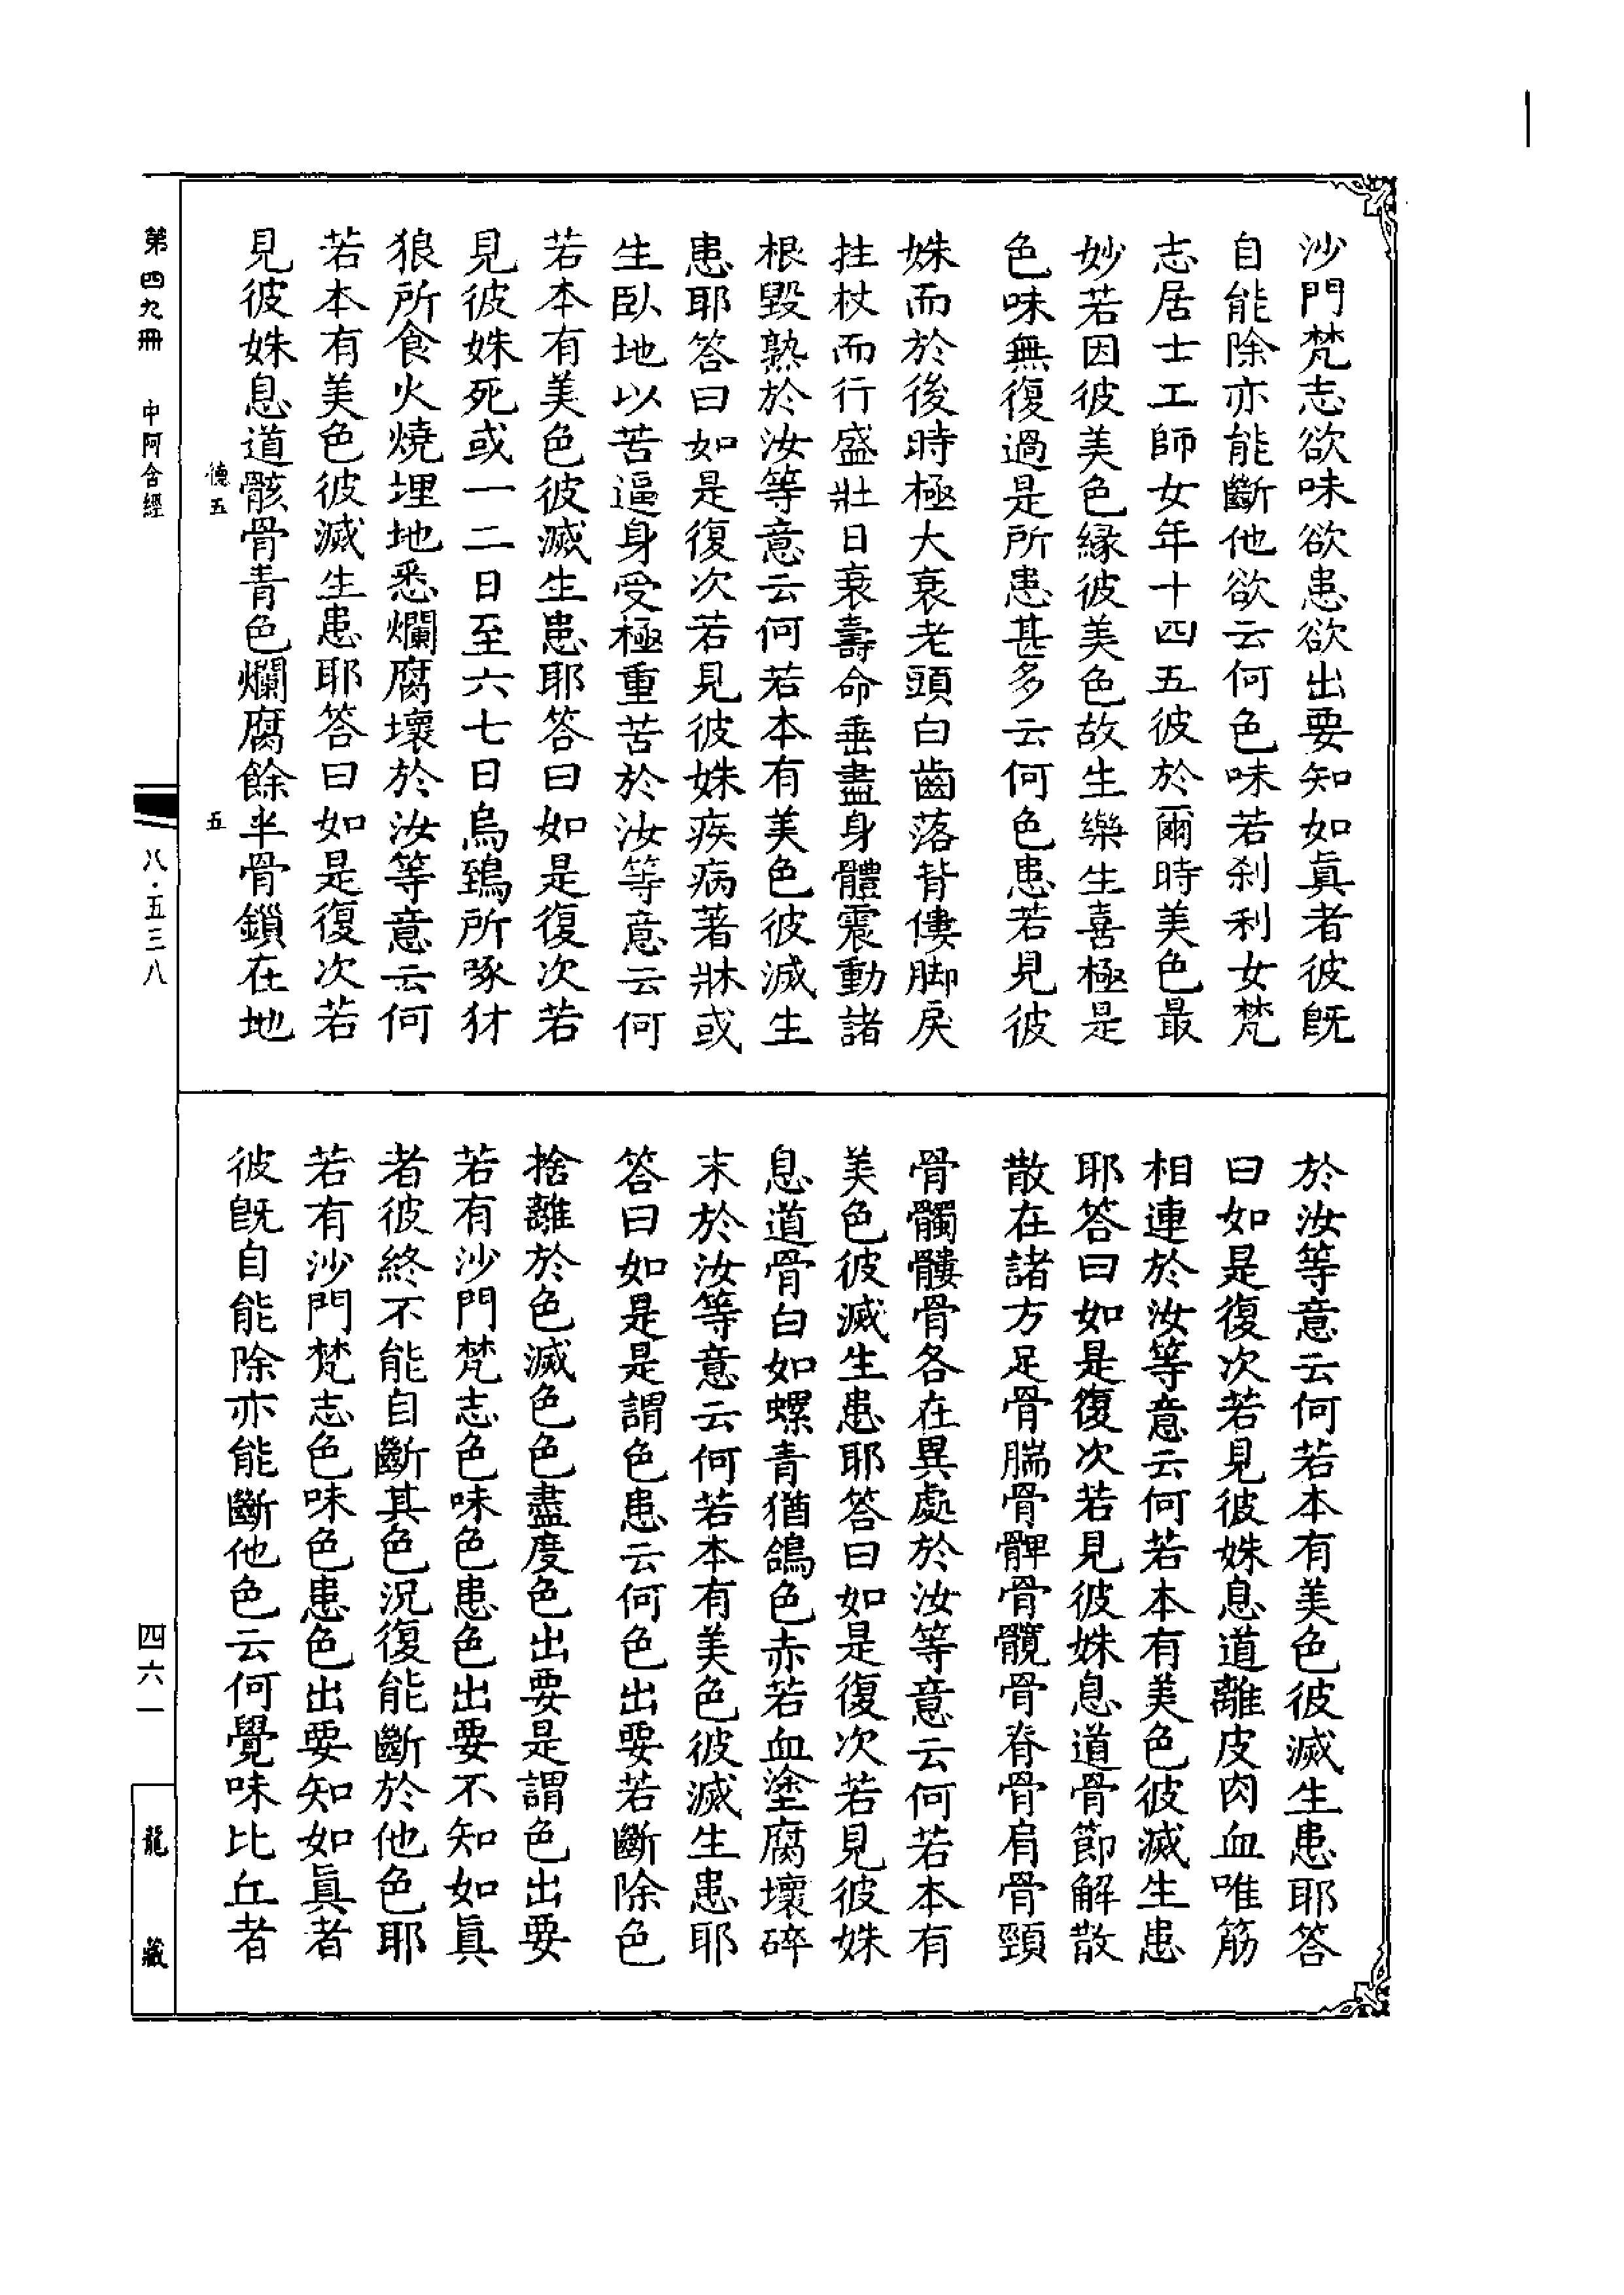 沙門梵志欲味欲患欲出要知如眞者彼旣
自能除亦能斷他欲云何色味若刹利女梵
志居士工師女年十四五彼於爾時美色最
妙若因彼美色縁彼美色故生樂生喜極是
色味無復過是所患甚多云何色患若見彼
姝而於後時極大衰老頭白齒落背僂脚戾
拄杖而行盛壯日衰壽命垂盡身體震動諸
根毀熟於汝等意云何若本有美色彼滅生
患耶答曰如是復次若見彼姝疾病著牀或
生臥地以苦逼身受極重苦於汝等意云何
若本有美色彼滅生患耶答曰如是復次若
見彼姝死或一二日至六七日烏鵄所啄犲
狼所食火燒埋地悉爛腐壞於汝等意云何
若本有美色彼滅生患耶答曰如是復次若
見彼姝息道骸骨青色爛腐餘半骨鎖在地
德五
五
於汝等意云何若本有美色彼滅生患耶答
曰如是復次若見彼姝息道離皮肉血唯筋
相連於汝等意云何若本有美色彼滅生患
耶答曰如是復次若見彼姝息道骨節解散
散在諸方足骨腨骨髀骨髖骨脊骨肩骨頸
骨髑髏骨各在異處於汝等意云何若本有
美色彼滅生患耶答曰如是復次若見彼姝
息道骨白如螺青猶鴿色赤若血塗腐壞碎
末於汝等意云何若本有美色彼滅生患耶
答曰如是是謂色患云何色出要若斷除色
捨離於色滅色色盡度色出要是謂色出要
若有沙門梵志色味色患色出要不知如眞
者彼終不能自斷其色況復能斷於他色耶
若有沙門梵志色味色患色出要知如眞者
彼旣自能除亦能斷他色云何覺味比丘者
第四九冊 中阿含經
八·五三八
四六一
龍藏